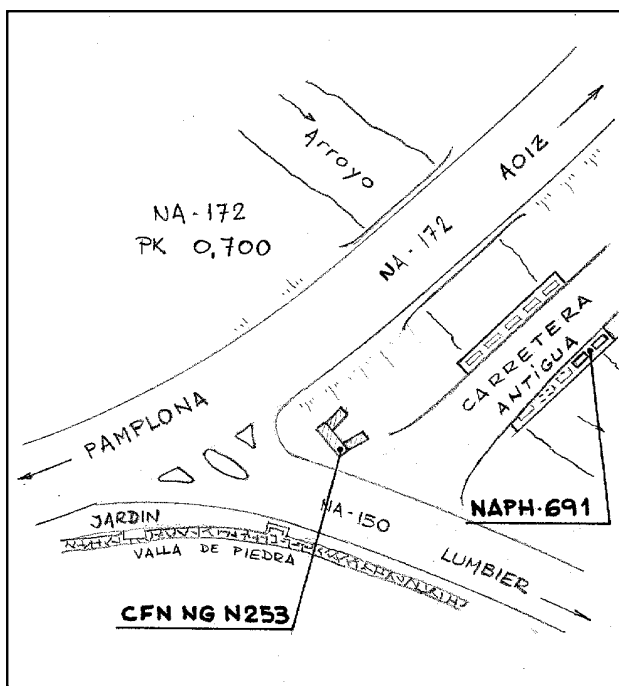 Arroyo
AOIZ
NA-172
PK 0,700
NA-172
CARRETERA
ANTÍGUA
PAMPLONA
NAPH·691
NA-150
JARDIN
VALLA DE PIEDRA
LUMBIER
CFN NG N253